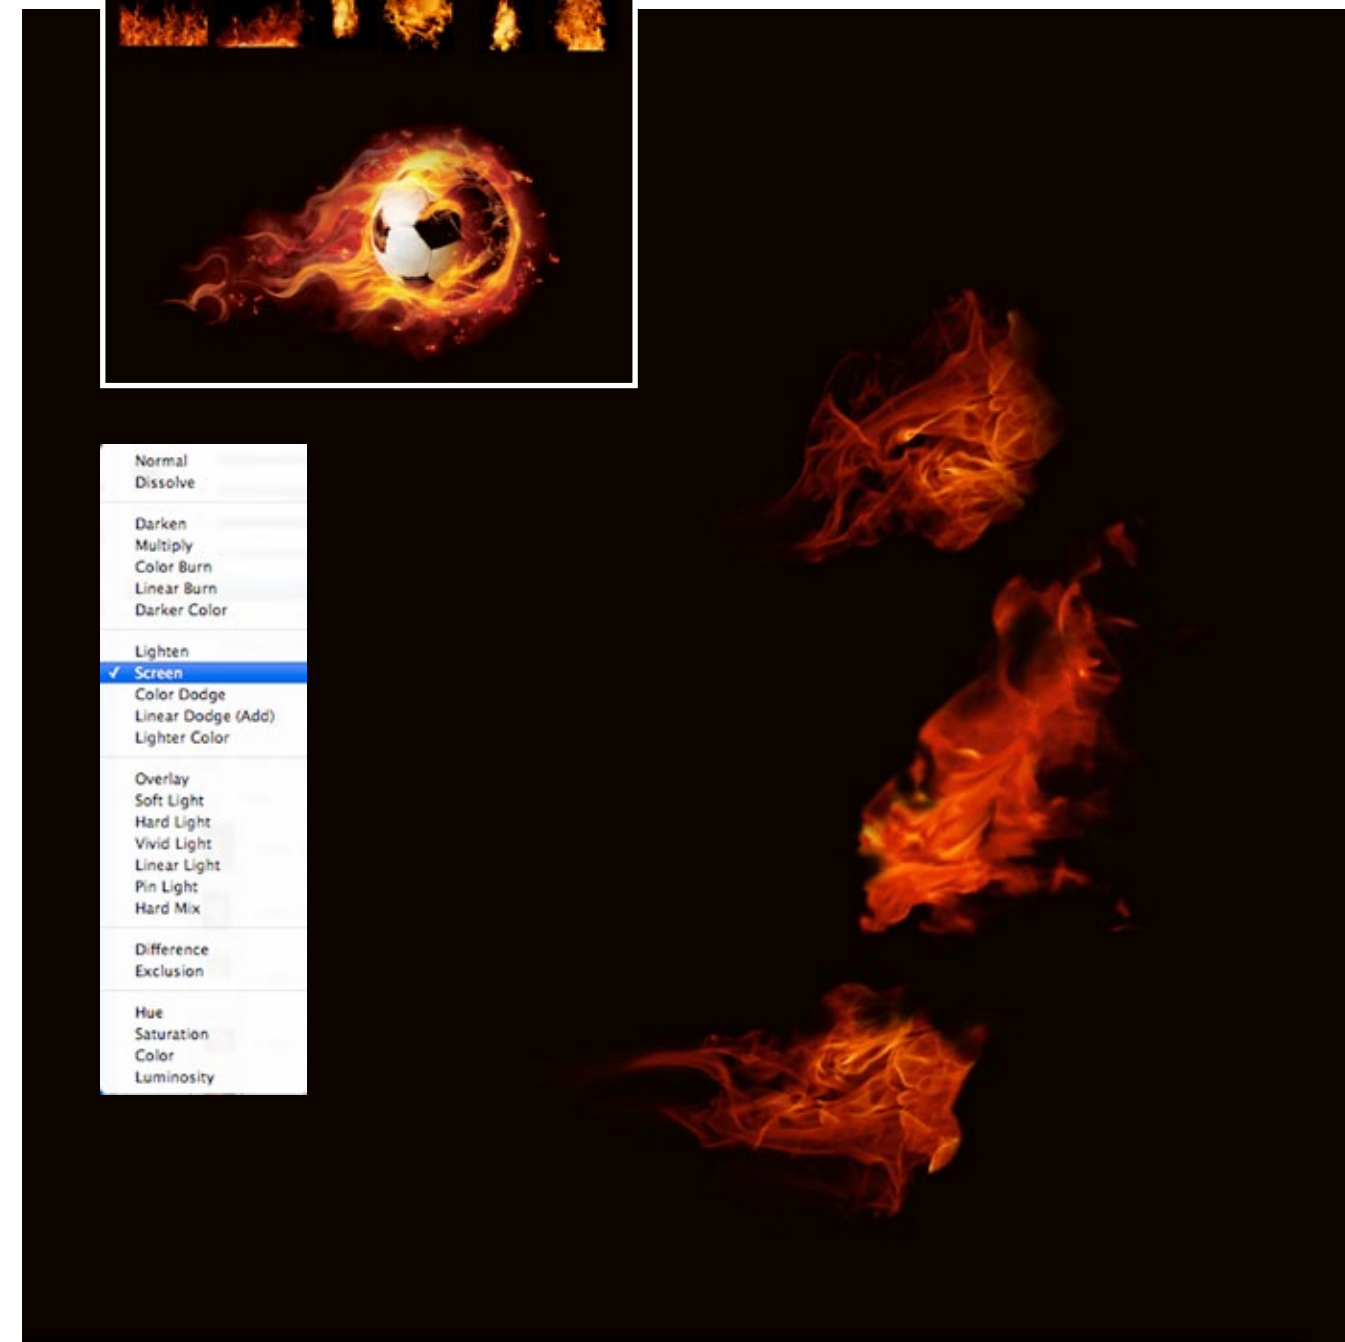 Normal
Dissolve
Darken
Multiply
Color Burn
Linear Burn
Darker Color
Lighten
✓ Screen
Color Dodge
Linear Dodge (Add)
Lighter Color
Overlay
Soft Light
Hard Light
Vivid Light
Linear Light
Pin Light
Hard Mix
Difference
Exclusion
Hue
Saturation
Color
Luminosity